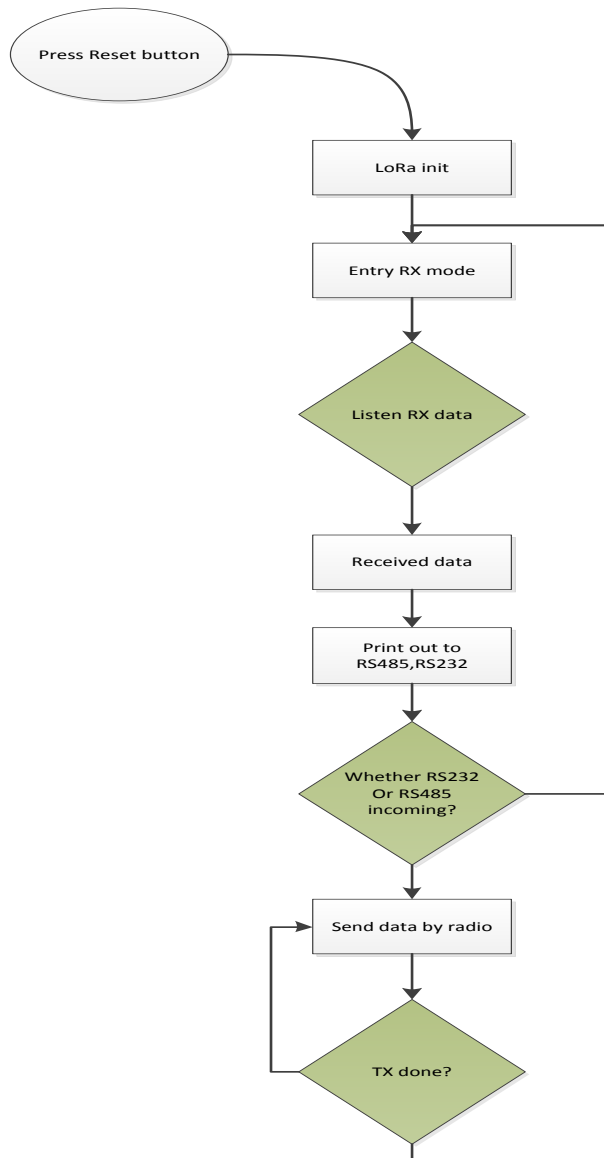 Press Reset button
LoRa init
Entry RX mode
Listen RX data
Received data
Print out to
RS485,RS232
Whether RS232
Or RS485
incoming?
Send data by radio
TX done?